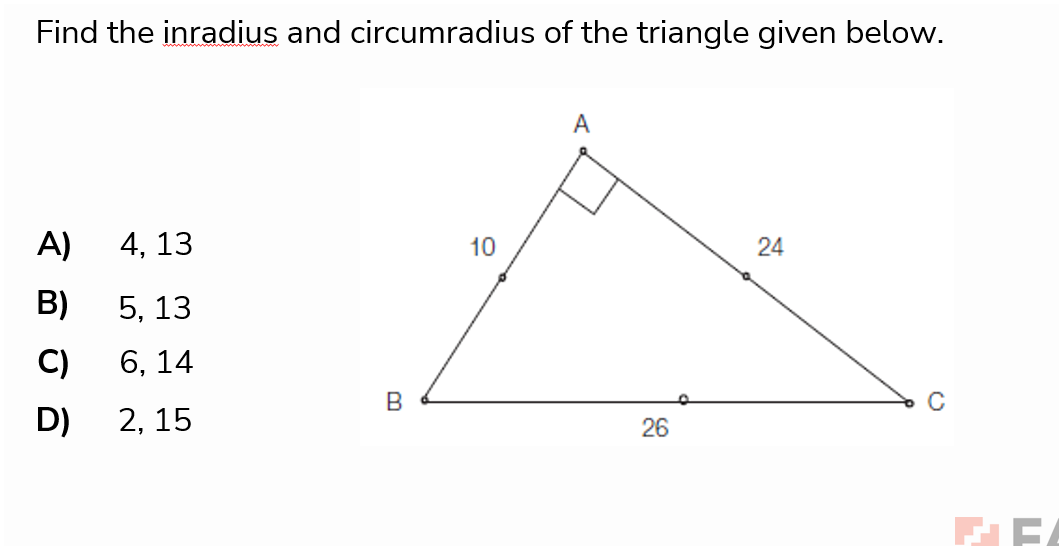 Find the inradius and circumradius of the triangle given below.
A
A) 4, 13
10
24
B) 5, 13
C) 6, 14
B
C
D) 2, 15
26